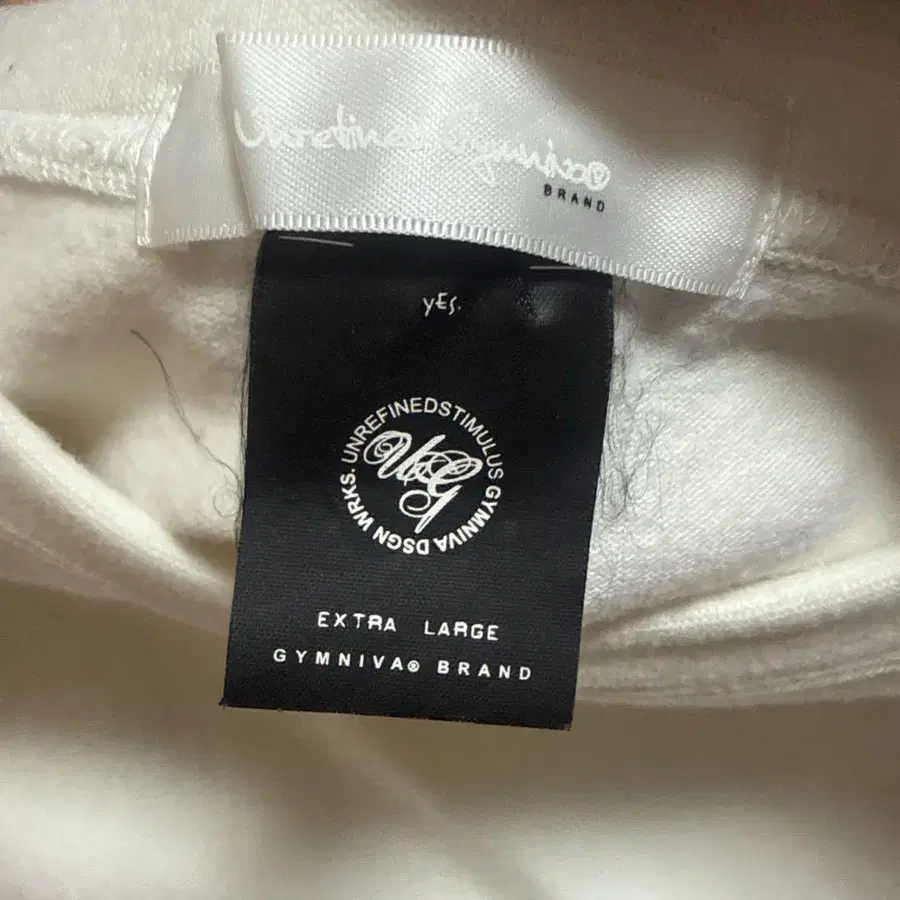 Unrefined Gymniva®
BRAND
yEs.
UNREFINEDSTIMULUS GYMNIVA DSGN WRKS.
UG
EXTRA LARGE
GYMNIVA® BRAND